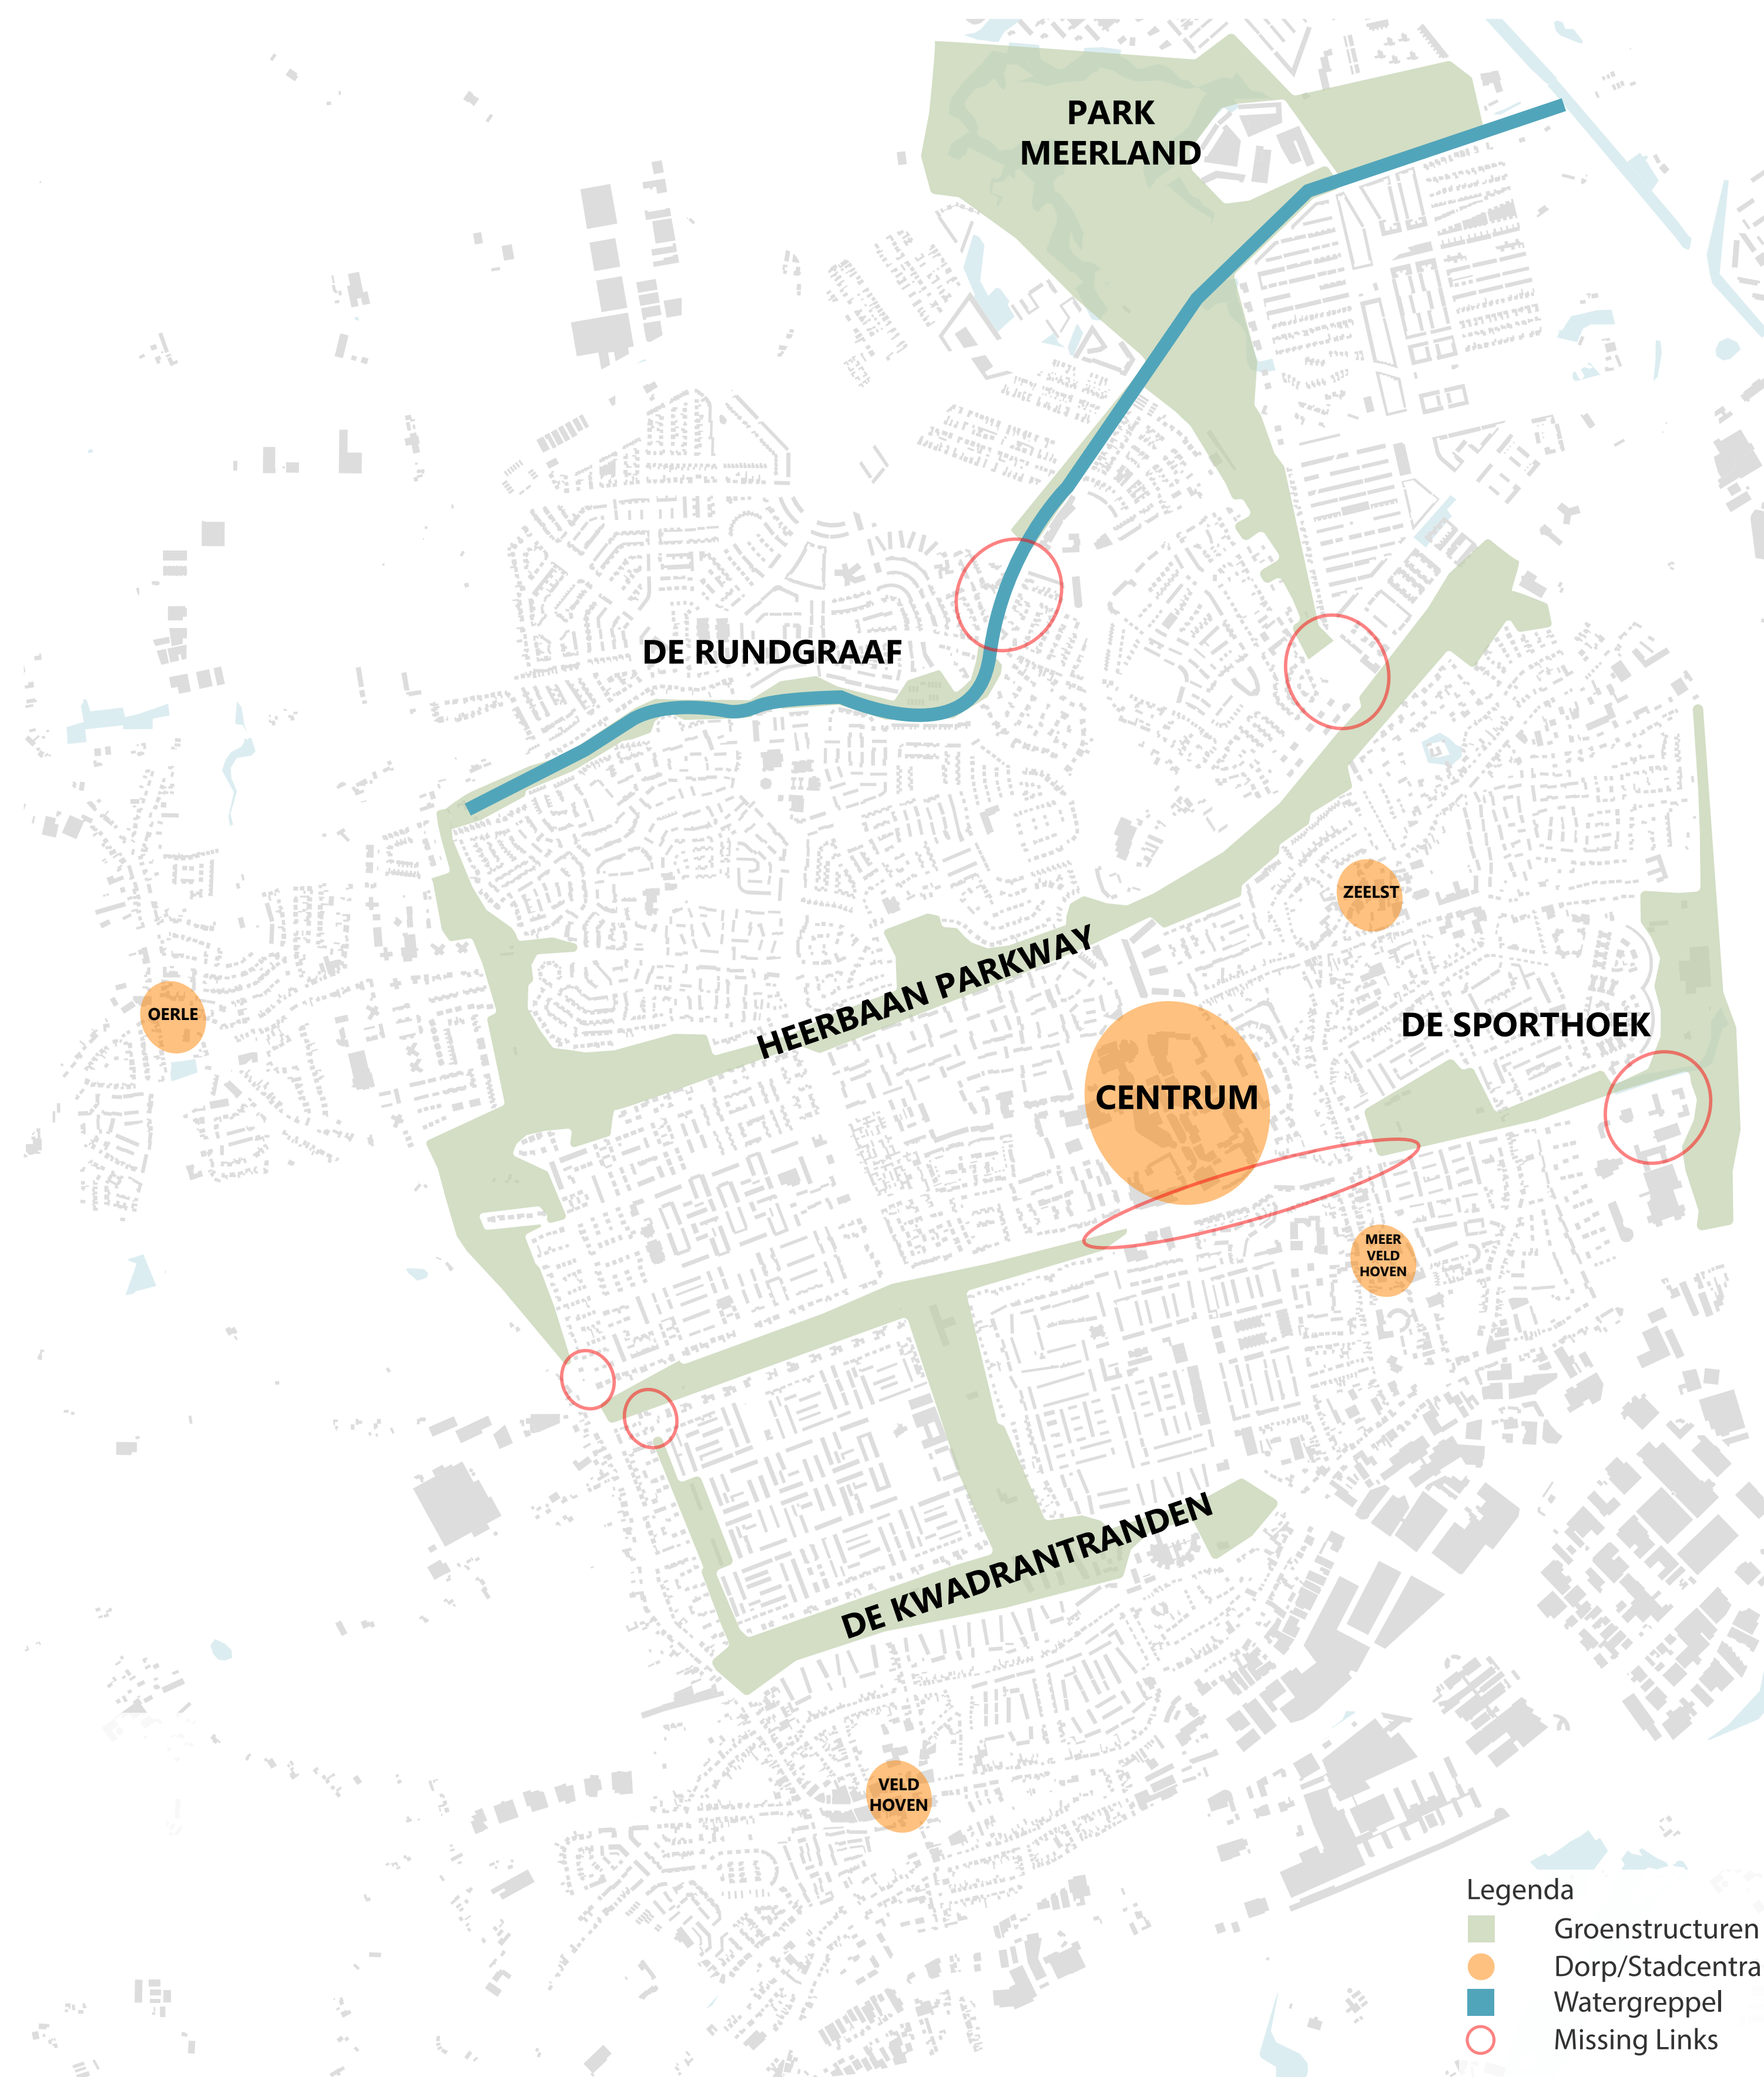 PARK
MEERLAND
DE RUNDGRAAF
ZEELST
HEERBAAN PARKWAY
OERLE
DE SPORTHOEK
CENTRUM
MEER
VELD
HOVEN
DE KWADRANTRANDEN
VELD
HOVEN
Legenda
Groenstructuren
Dorp/Stadcentra
Watergreppel
Missing Links